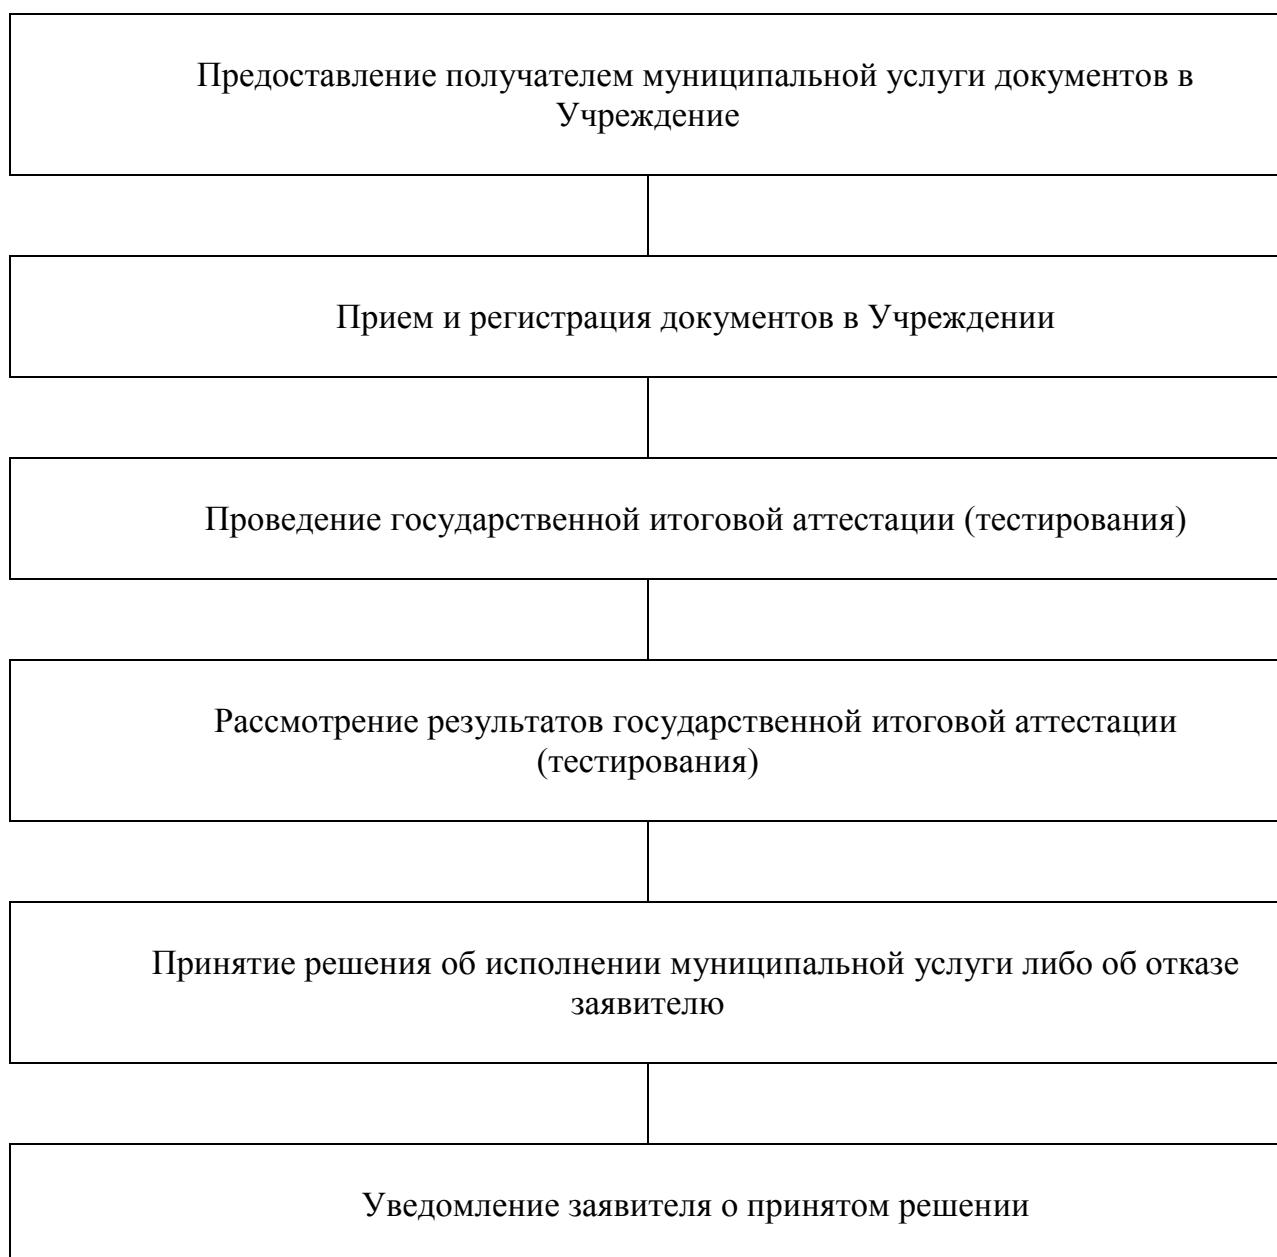 Предоставление получателем муниципальной услуги документов в
Учреждение
Прием и регистрация документов в Учреждении
Проведение государственной итоговой аттестации (тестирования)
Рассмотрение результатов государственной итоговой аттестации
(тестирования)
Принятие решения об исполнении муниципальной услуги либо об отказе
заявителю
Уведомление заявителя о принятом решении